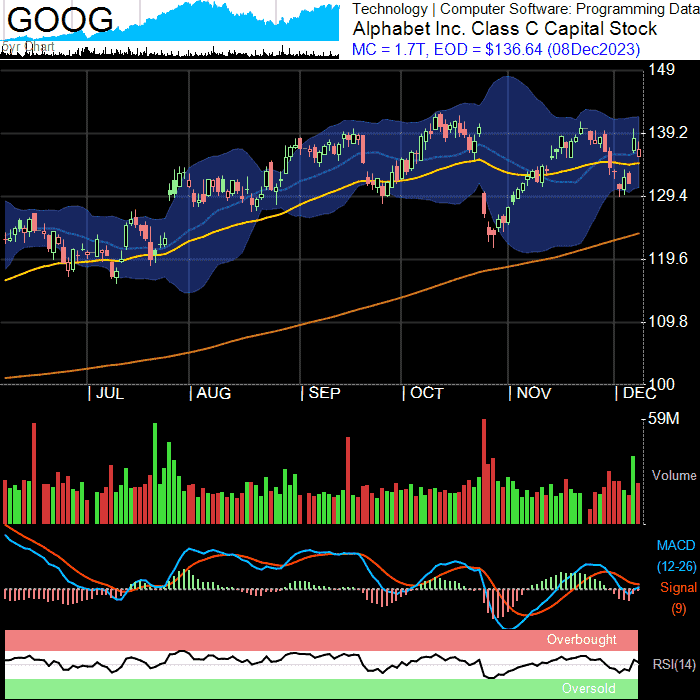 GOOG
Technology | Computer Software: Programming Data
Alphabet Inc. Class C Capital Stock
MC = 1.7T, EOD = $136.64 (08Dec2023)
Chart
149
139.2
129.4
119.6
109.8
100
JUL AUG SEP OCT NOV DEC
59M
Volume
MACD
(12-26)
Signal
(9)
Overbought
RSI(14)
Oversold